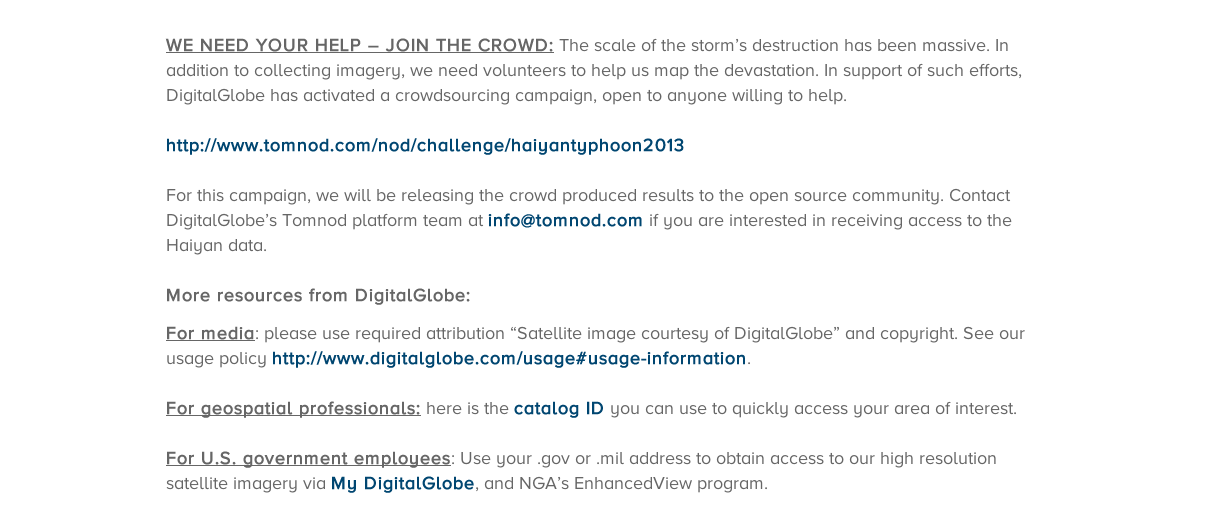 WE NEED YOUR HELP – JOIN THE CROWD: The scale of the storm’s destruction has been massive. In
addition to collecting imagery, we need volunteers to help us map the devastation. In support of such efforts,
DigitalGlobe has activated a crowdsourcing campaign, open to anyone willing to help.
http://www.tomnod.com/nod/challenge/haiyantyphoon2013
For this campaign, we will be releasing the crowd produced results to the open source community. Contact
DigitalGlobe’s Tomnod platform team at info@tomnod.com if you are interested in receiving access to the
Haiyan data.
More resources from DigitalGlobe:
For media: please use required attribution “Satellite image courtesy of DigitalGlobe” and copyright. See our
usage policy http://www.digitalglobe.com/usage#usage-information.
For geospatial professionals: here is the catalog ID you can use to quickly access your area of interest.
For U.S. government employees: Use your .gov or .mil address to obtain access to our high resolution
satellite imagery via My DigitalGlobe, and NGA’s EnhancedView program.